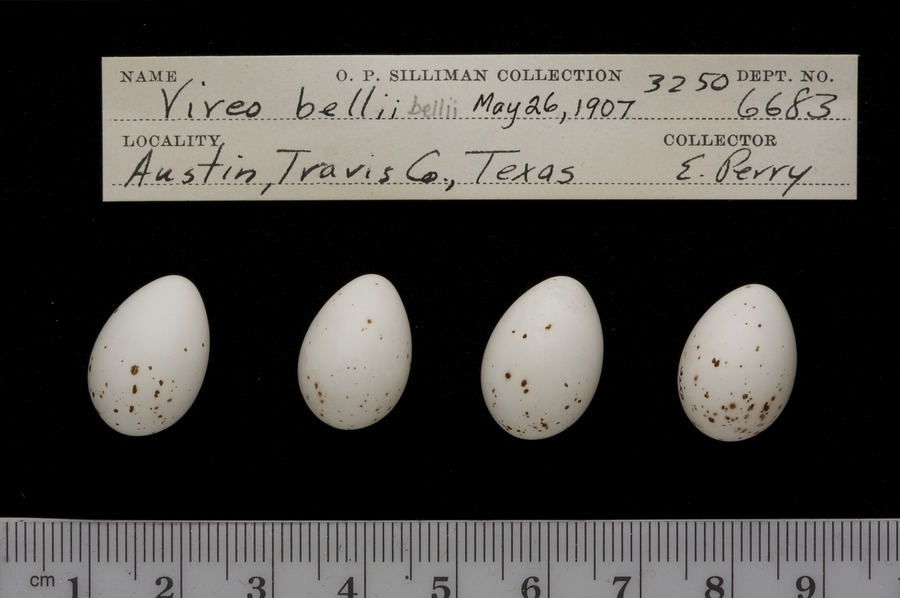 NAME O. P. SILLIMAN COLLECTION 3250 DEPT. NO.
Vireo bellii bellii May 26, 1907 6683
LOCALITY COLLECTOR
Austin, Travis Co., Texas E. Perry
cm 1 2 3 4 5 6 7 8 9